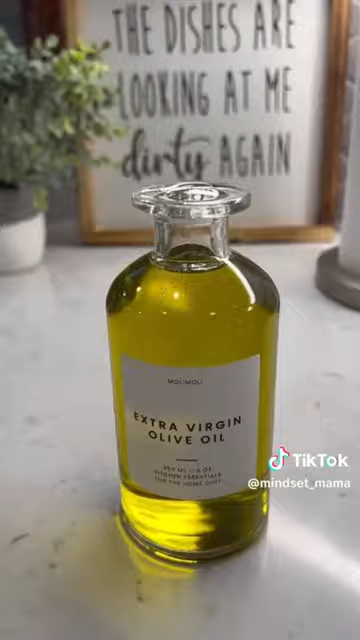 THE DISHES ARE
LOOKING AT ME
dirty AGAIN
MOLIMOLI
EXTRA VIRGIN
OLIVE OIL
KITCHEN ESSENTIALS
FOR THE HOME CHEF
TikTok
@mindset_mama